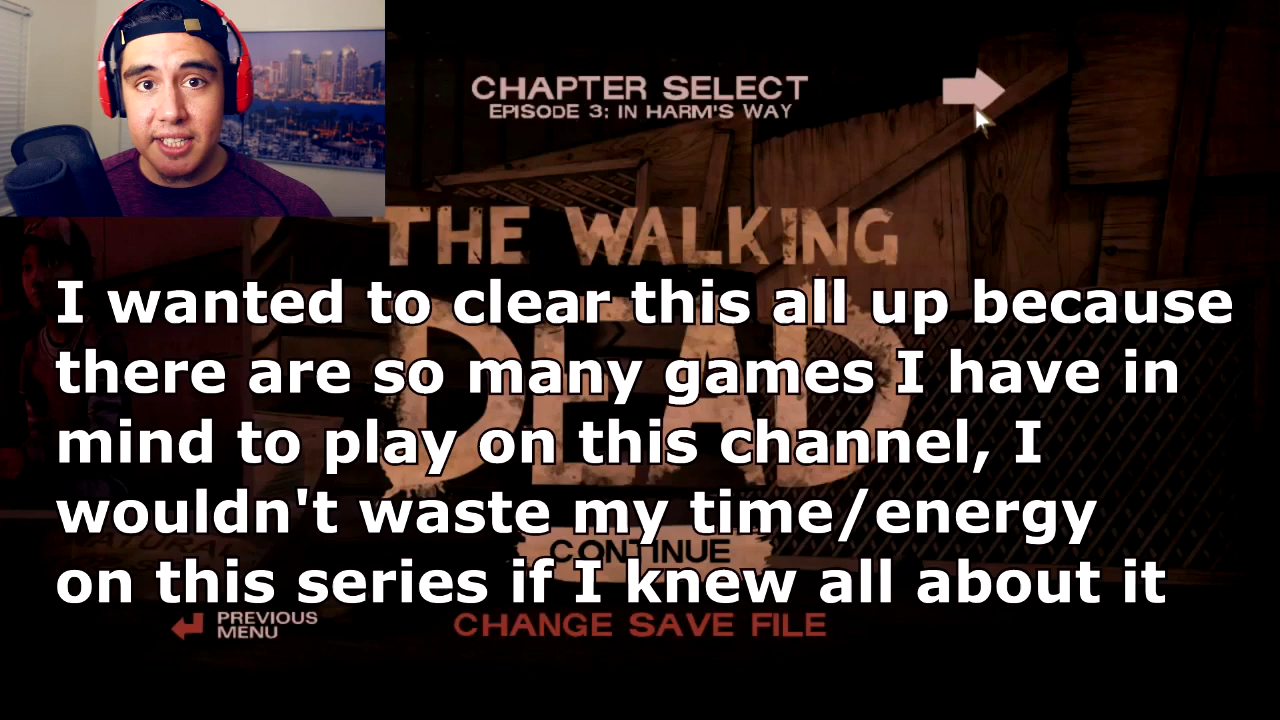 CHAPTER SELECT
EPISODE 3: IN HARM'S WAY
THE WALKING
DEAD
I wanted to clear this all up because
there are so many games I have in
mind to play on this channel, I
wouldn't waste my time/energy
on this series if I knew all about it
CONTINUE
PREVIOUS
MENU
CHANGE SAVE FILE